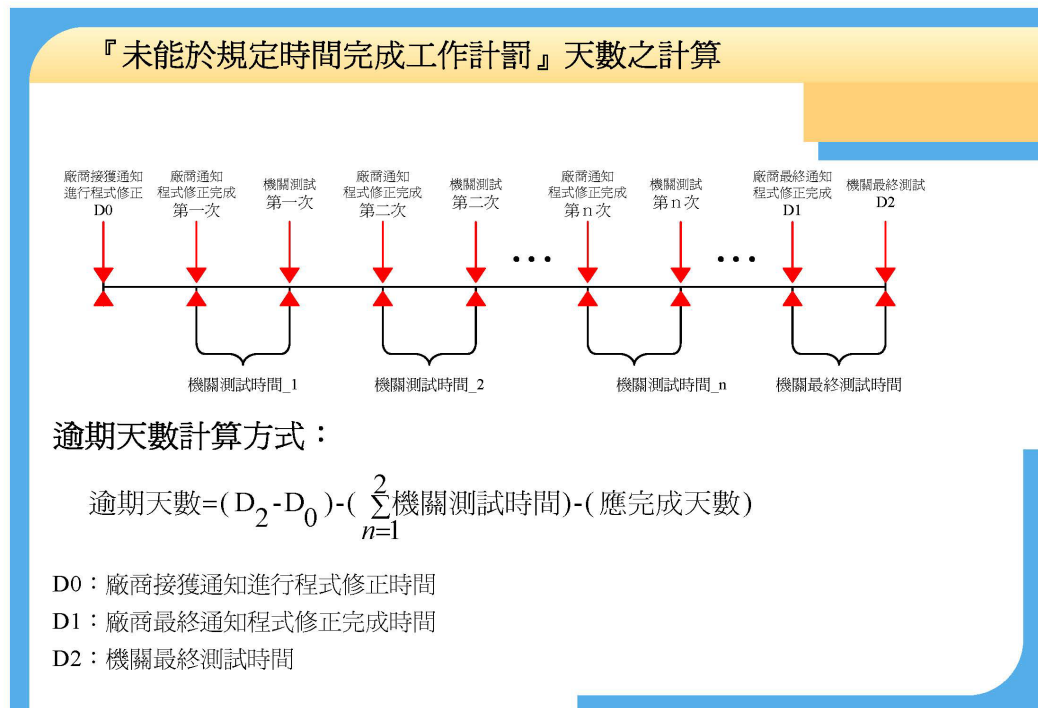 『未能於規定時間完成工作計罰』天數之計算
廠商接獲通知
進行程式修正
D0
廠商通知
程式修正完成
第一次
機關測試
第一次
廠商通知
程式修正完成
第二次
機關測試
第二次
廠商通知
程式修正完成
第n次
機關測試
第n次
廠商最終通知
程式修正完成
D1
機關最終測試
D2
機關測試時間_1
機關測試時間_2
機關測試時間_n
機關最終測試時間
逾期天數計算方式：
逾期天數=(D2-D0)-(∑n=1 2機關測試時間)-(應完成天數)
D0：廠商接獲通知進行程式修正時間
D1：廠商最終通知程式修正完成時間
D2：機關最終測試時間